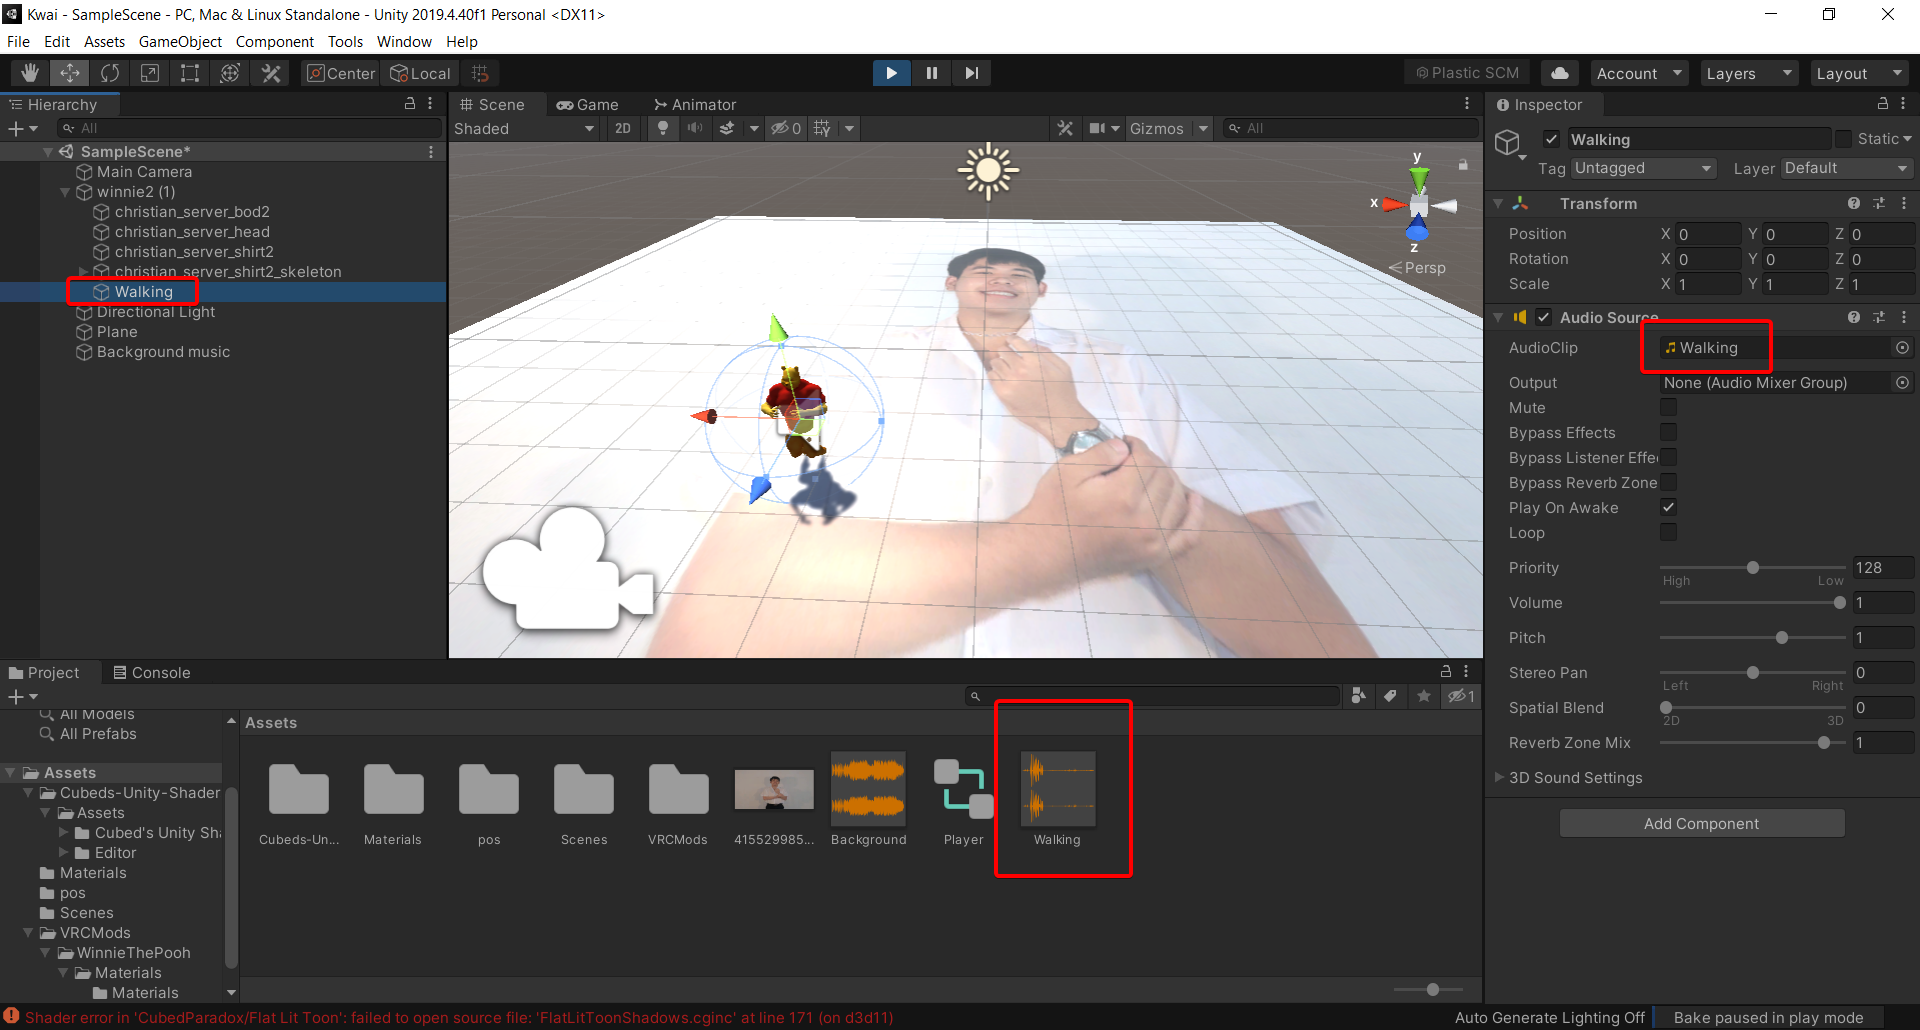 Kwai - SampleScene - PC, Mac & Linux Standalone - Unity 2019.4.40f1 Personal <DX11>
File Edit Assets GameObject Component Tools Window Help
Center Local Plastic SCM Account Layers Layout
Hierarchy
All
SampleScene*
Main Camera
winnie2 (1)
christian_server_bod2
christian_server_head
christian_server_shirt2
christian_server_shirt2_skeleton
Walking
Directional Light
Plane
Background music
Scene Game Animator
Shaded 2D 0 Gizmos All
y
x
z
Persp
Inspector
Walking Static
Tag Untagged Layer Default
Transform
Position X 0 Y 0 Z 0
Rotation X 0 Y 0 Z 0
Scale X 1 Y 1 Z 1
Audio Source
AudioClip Walking
Output None (Audio Mixer Group)
Mute
Bypass Effects
Bypass Listener Effe
Bypass Reverb Zone
Play On Awake
Loop
Priority 128
High Low
Volume 1
Pitch 1
Stereo Pan 0
Left Right
Spatial Blend 0
2D 3D
Reverb Zone Mix 1
3D Sound Settings
Add Component
Project Console
1
All Models
All Prefabs
Assets
Cubeds-Unity-Shader
Assets
Cubed's Unity Sha
Editor
Materials
pos
Scenes
VRCMods
WinnieThePooh
Materials
Materials
Assets
Cubeds-Un... Materials pos Scenes VRCMods 415529985... Background Player Walking
Shader error in 'CubedParadox/Flat Lit Toon': failed to open source file: 'FlatLitToonShadows.cginc' at line 171 (on d3d11)
Auto Generate Lighting Off Bake paused in play mode